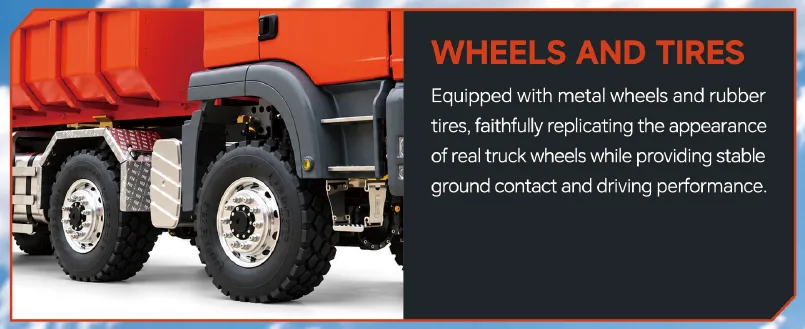 WHEELS AND TIRES
Equipped with metal wheels and rubber
tires, faithfully replicating the appearance
of real truck wheels while providing stable
ground contact and driving performance.